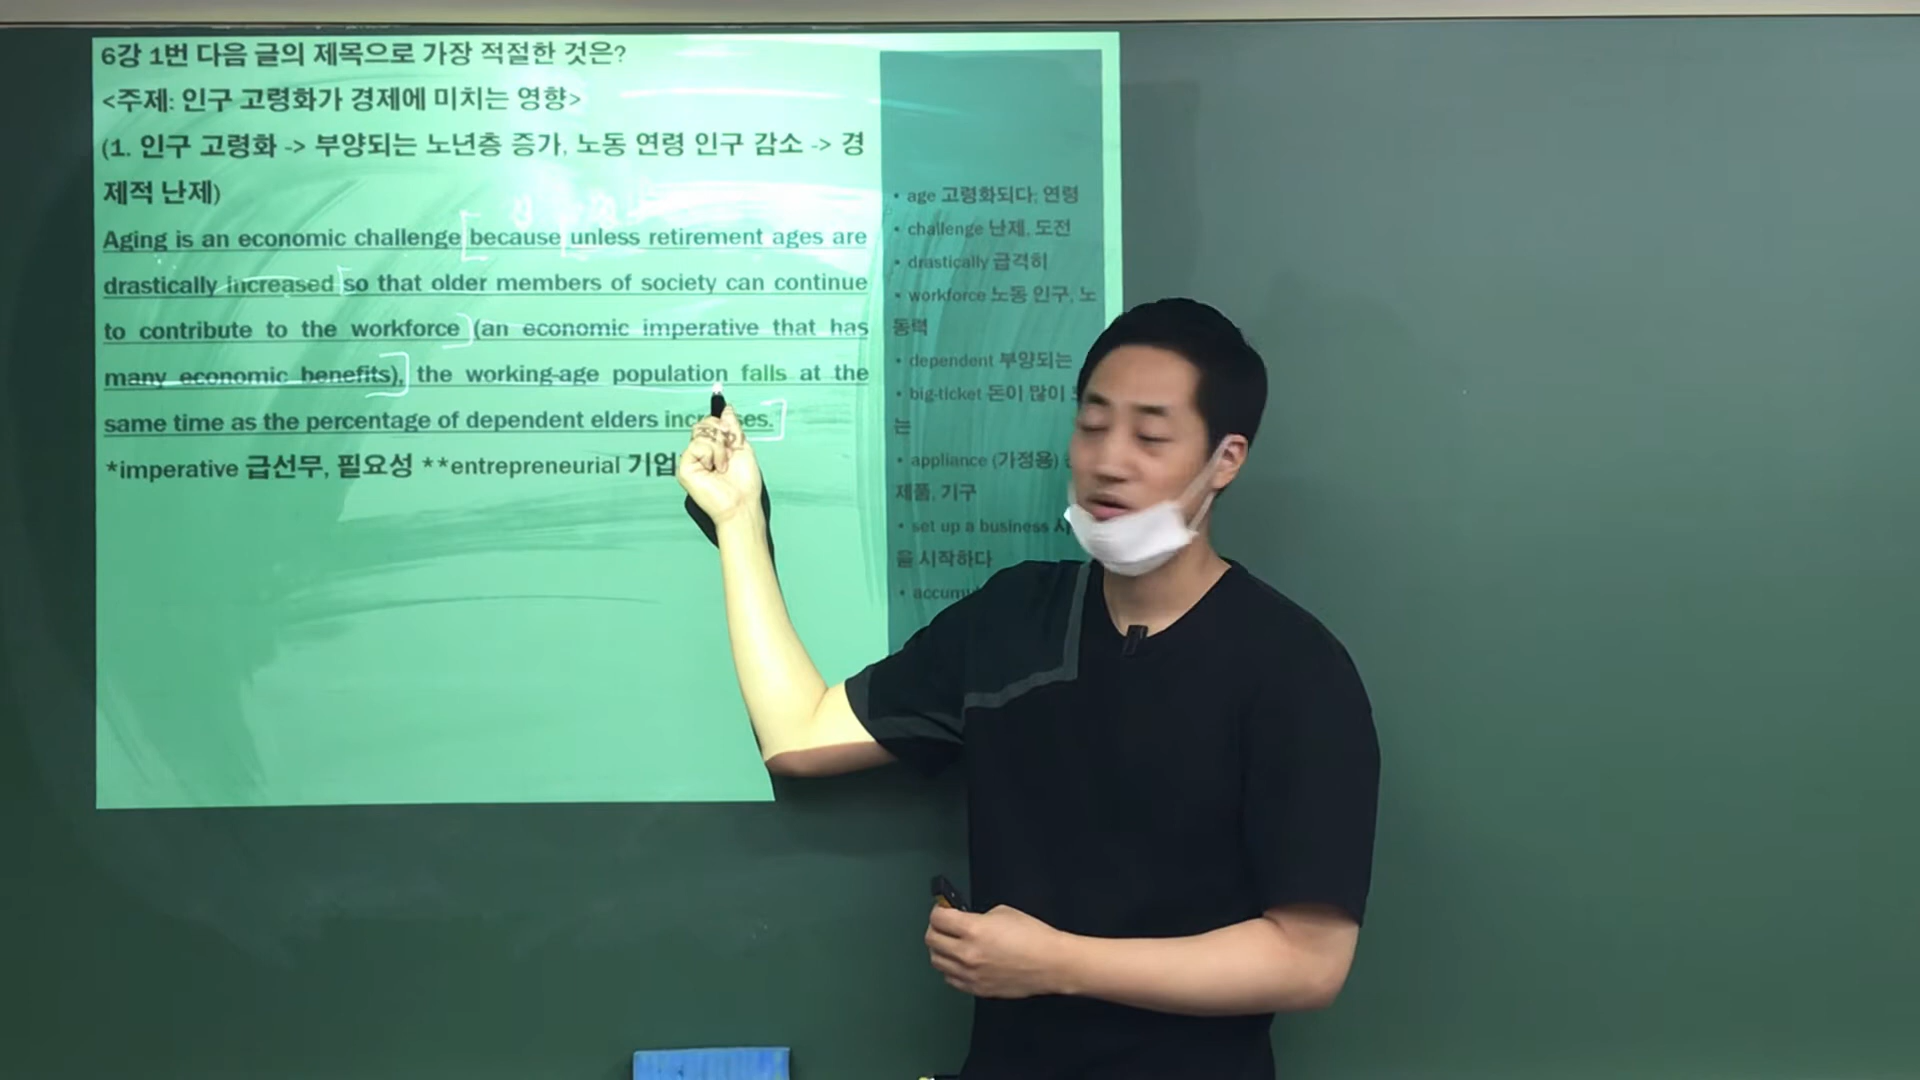 6강 1번 다음 글의 제목으로 가장 적절한 것은?
<주제: 인구 고령화가 경제에 미치는 영향>
(1. 인구 고령화 -> 부양되는 노년층 증가, 노동 연령 인구 감소 -> 경
제적 난제)
Aging is an economic challenge because unless retirement ages are
drastically increased so that older members of society can continue
to contribute to the workforce (an economic imperative that has
many economic benefits), the working-age population falls at the
same time as the percentage of dependent elders increases.
*imperative 급선무, 필요성 **entrepreneurial 기업
• age 고령화되다; 연령
• challenge 난제, 도전
• drastically 급격히
• workforce 노동 인구, 노
동력
• dependent 부양되는
• big-ticket 돈이 많이
는
• appliance (가정용)
제품, 기구
• set up a business
을 시작하다